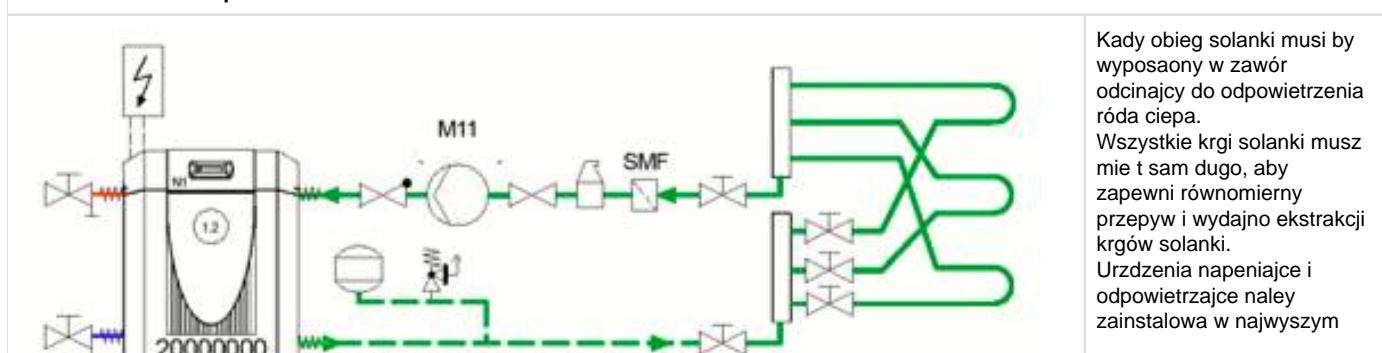 Kady obieg solanki musi by
wyposaony w zawór
odcinajcy do odpowietrzenia
róda ciepa.
Wszystkie krgi solanki musz
mie t sam dugo, aby
zapewni równomierny
przepyw i wydajno ekstrakcji
krgów solanki.
Urzdzenia napeniajce i
odpowietrzajce naley
zainstalowa w najwyszym
M11
SMF
N1
1.2
20000000